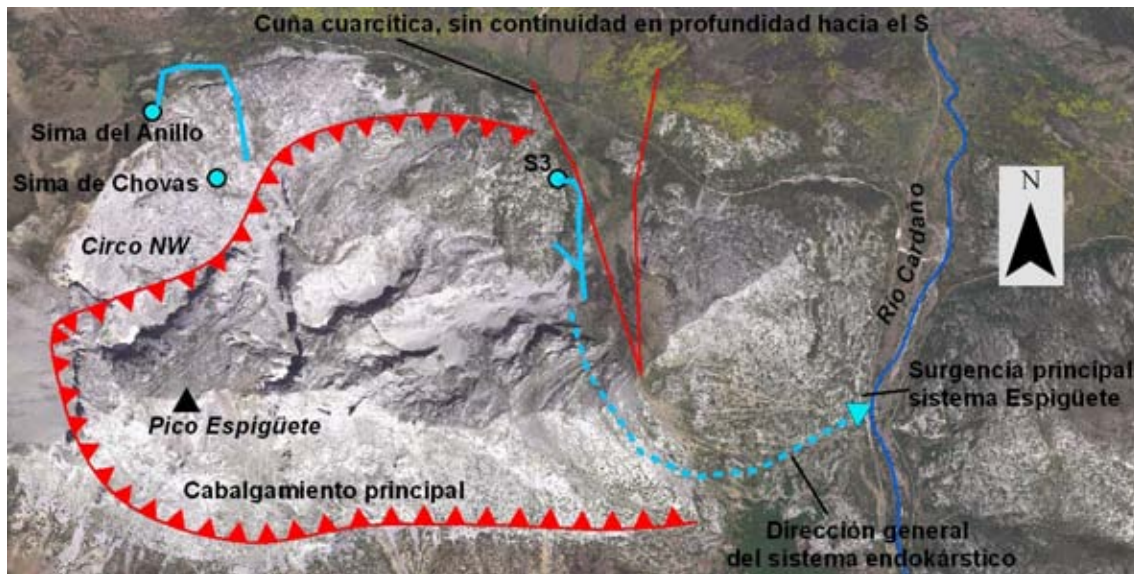 Cuña cuarcítica, sin continuidad en profundidad hacia el S
Sima del Anillo
S3
Sima de Chovas
N
Circo NW
Río Cardaño
Surgencia principal
sistema Espigüete
Pico Espigüete
Cabalgamiento principal
Dirección general
del sistema endokárstico